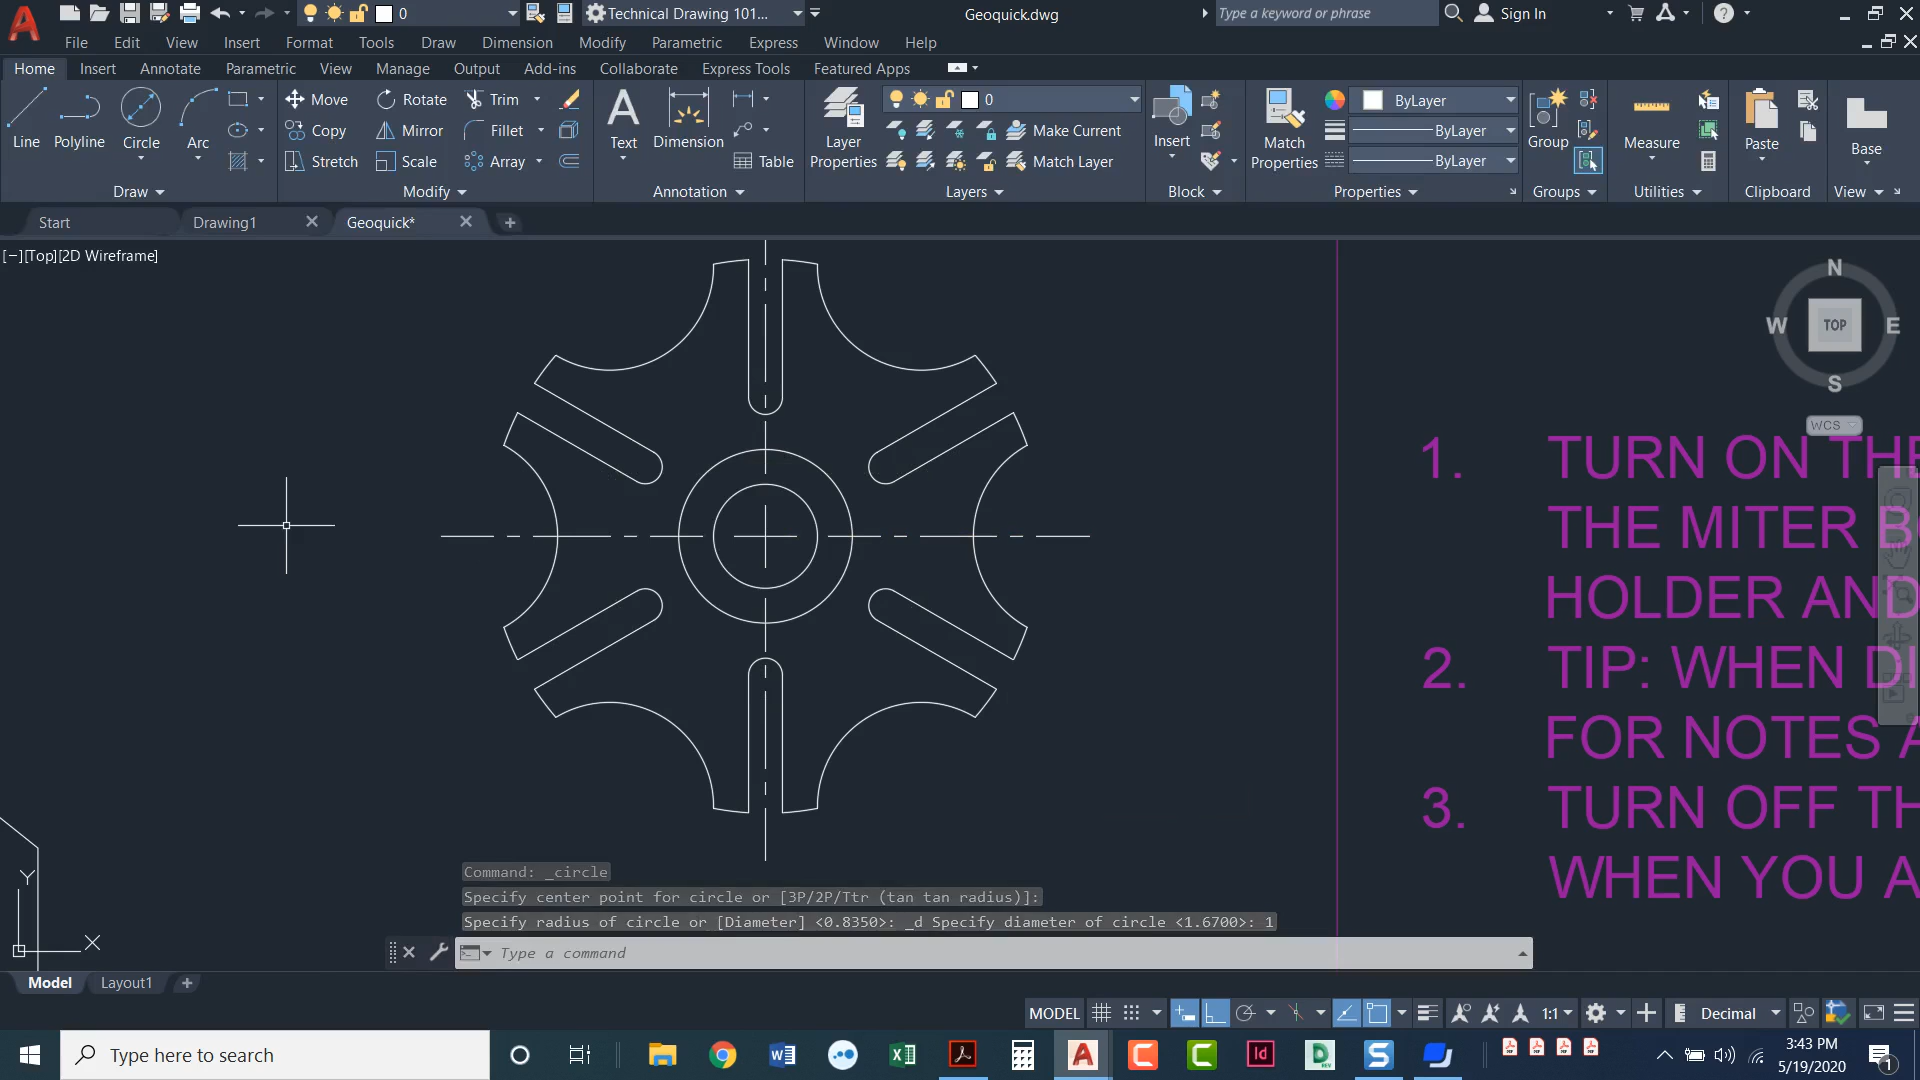 0
Technical Drawing 101...
Geoquick.dwg
Type a keyword or phrase
Sign In
File Edit View Insert Format Tools Draw Dimension Modify Parametric Express Window Help
Home Insert Annotate Parametric View Manage Output Add-ins Collaborate Express Tools Featured Apps
Line
Polyline
Circle
Arc
Draw
Move
Rotate
Trim
Copy
Mirror
Fillet
Stretch
Scale
Array
Modify
Text
Dimension
Table
Annotation
Layer
Properties
0
Make Current
Match Layer
Layers
Insert
Block
Match
Properties
ByLayer
ByLayer
ByLayer
Properties
Group
Groups
Measure
Utilities
Paste
Clipboard
Base
View
Start
Drawing1
Geoquick*
[−][Top][2D Wireframe]
N
W
TOP
E
S
WCS
1. TURN ON THE
THE MITER B
HOLDER AND
2. TIP: WHEN DI
FOR NOTES A
3. TURN OFF TH
WHEN YOU A
Y
X
Command: _circle
Specify center point for circle or [3P/2P/Ttr (tan tan radius)]:
Specify radius of circle or [Diameter] <0.8350>: _d Specify diameter of circle <1.6700>: 1
Type a command
Model
Layout1
MODEL
1:1
Decimal
Type here to search
3:43 PM
5/19/2020
1